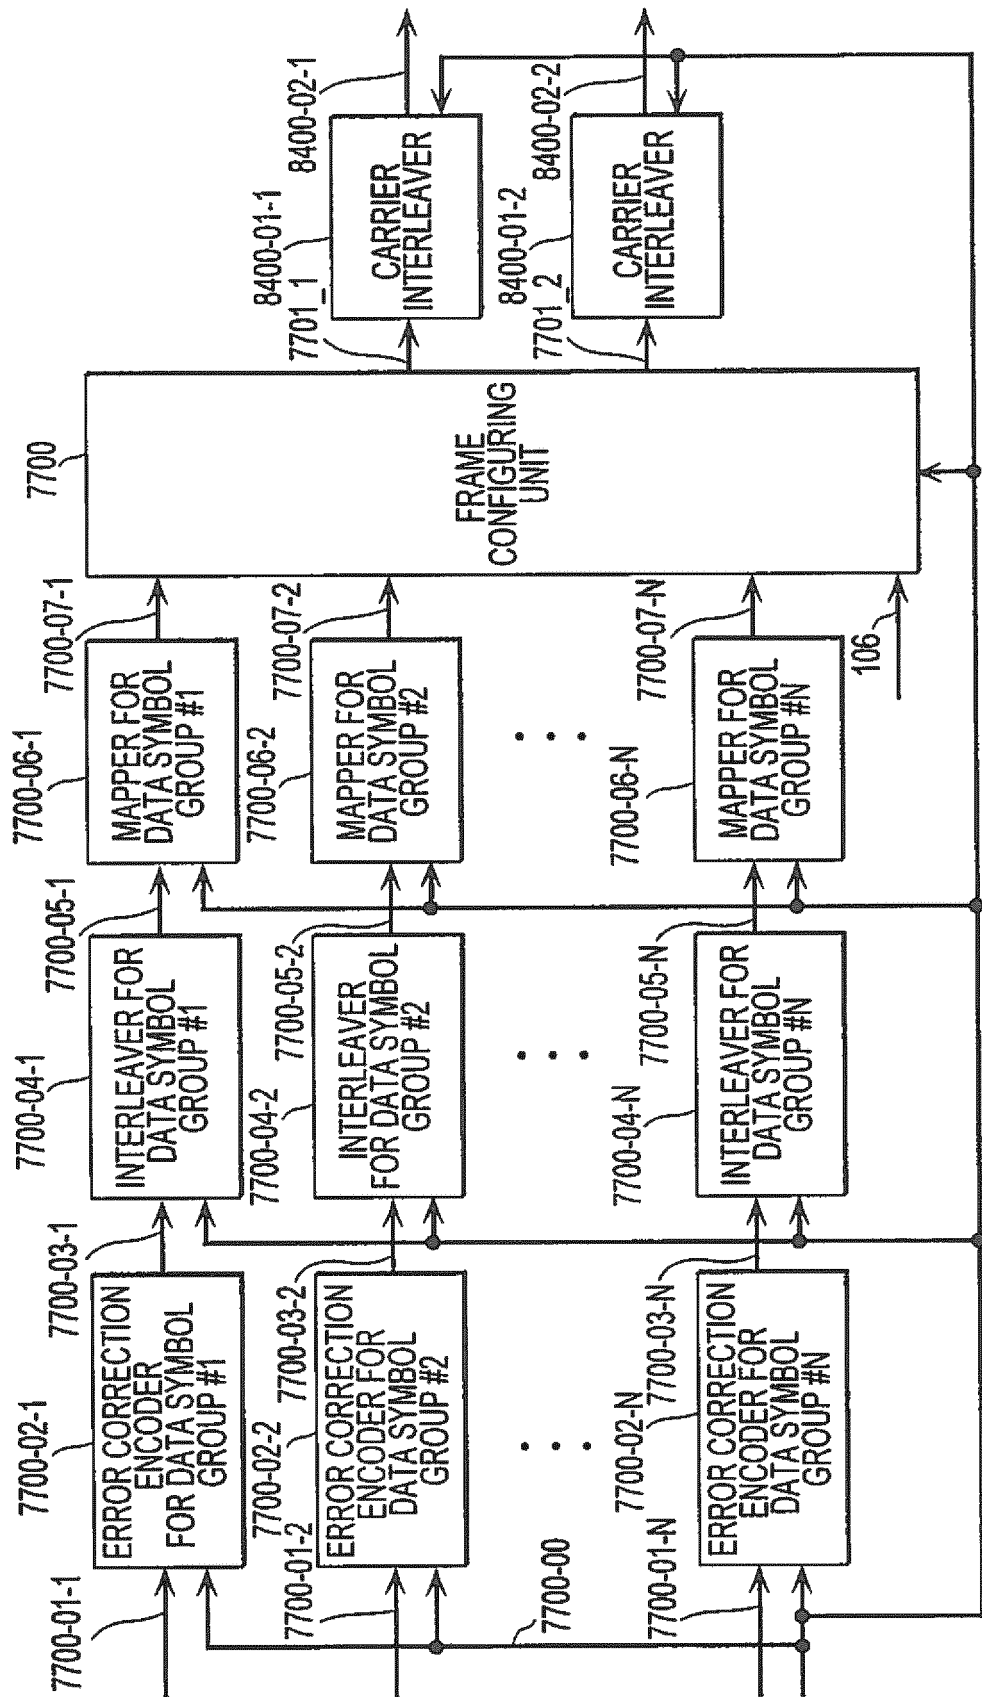 7700-01-1
7700-02-1
ERROR CORRECTION
ENCODER
FOR DATA SYMBOL
GROUP #1
7700-03-1
7700-04-1
INTERLEAVER FOR
DATA SYMBOL
GROUP #1
7700-05-1
7700-06-1
MAPPER FOR
DATA SYMBOL
GROUP #1
7700-07-1
7700-01-2
7700-02-2
ERROR CORRECTION
ENCODER FOR
DATA SYMBOL
GROUP #2
7700-03-2
7700-04-2
INTERLEAVER
FOR DATA SYMBOL
GROUP #2
7700-05-2
7700-06-2
MAPPER FOR
DATA SYMBOL
GROUP #2
7700-07-2
7700-00
7700-01-N
7700-02-N
ERROR CORRECTION
ENCODER FOR
DATA SYMBOL
GROUP #N
7700-03-N
7700-04-N
INTERLEAVER FOR
DATA SYMBOL
GROUP #N
7700-05-N
7700-06-N
MAPPER FOR
DATA SYMBOL
GROUP #N
7700-07-N
106
7700
FRAME
CONFIGURING
UNIT
7701_1
8400-01-1
CARRIER
INTERLEAVER
8400-02-1
7701_2
8400-01-2
CARRIER
INTERLEAVER
8400-02-2